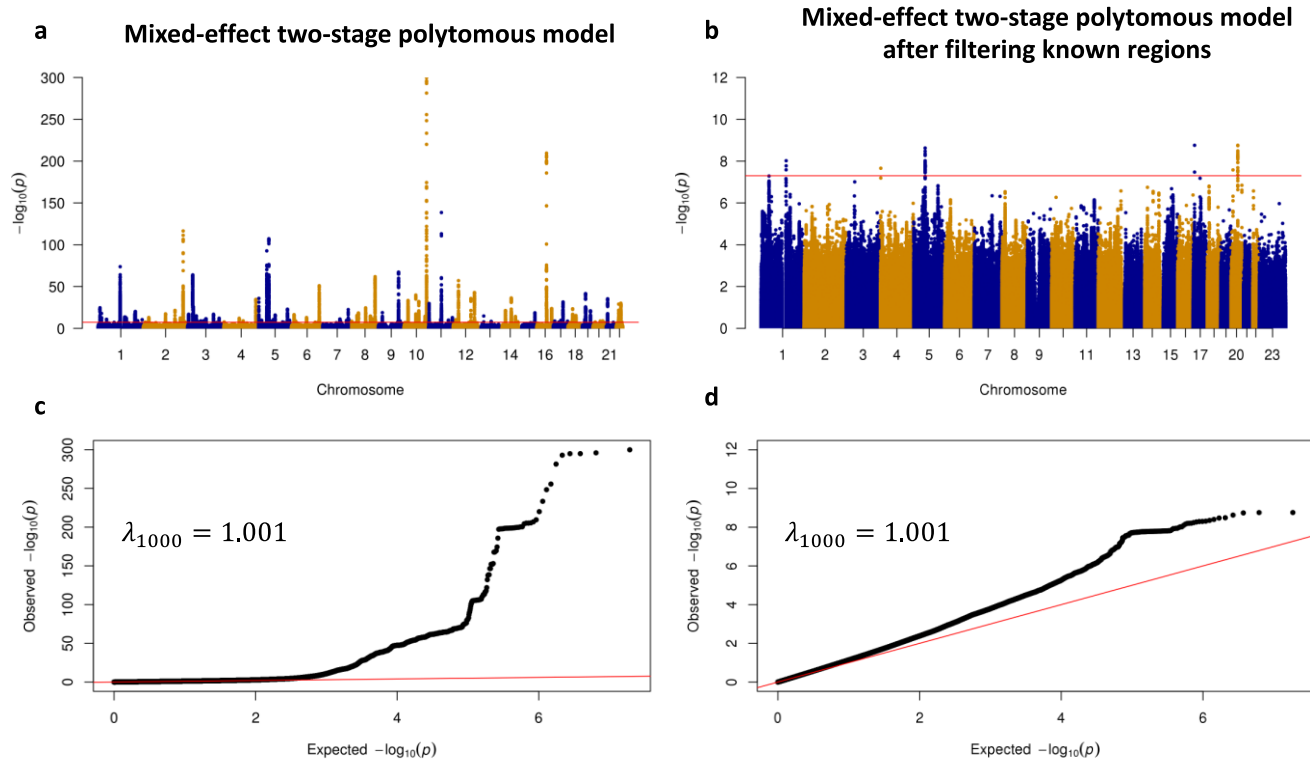 a
Mixed-effect two-stage polytomous model
300
250
200
150
100
50
0
−log10(p)
1 2 3 4 5 6 7 8 9 10 12 14 16 18 21
Chromosome
b
Mixed-effect two-stage polytomous model
after filtering known regions
12
10
8
6
4
2
0
−log10(p)
1 2 3 4 5 6 7 8 9 11 13 15 17 20 23
Chromosome
c
300
250
200
150
100
50
0
Observed −log10(p)
λ1000 = 1.001
0 2 4 6
Expected −log10(p)
d
12
10
8
6
4
2
0
Observed −log10(p)
λ1000 = 1.001
0 2 4 6
Expected −log10(p)